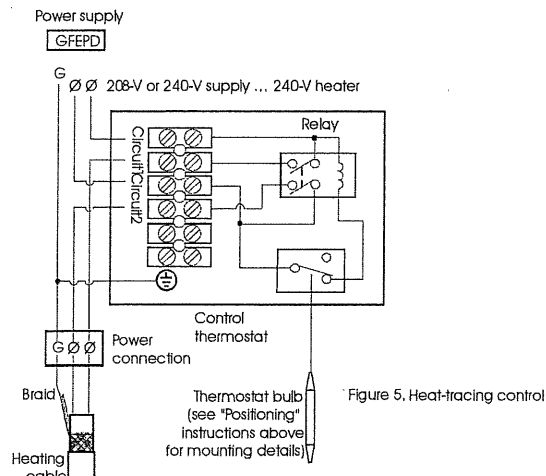 Power supply
GFEPD
G
Ø Ø 208-V or 240-V supply ... 240-V heater
Relay
Circuit1
Circuit2
Control
thermostat
G Ø Ø
Power
connection
Braid
Thermostat bulb
(see "Positioning"
instructions above
for mounting details)
Figure 5, Heat-tracing control
Heating
cable